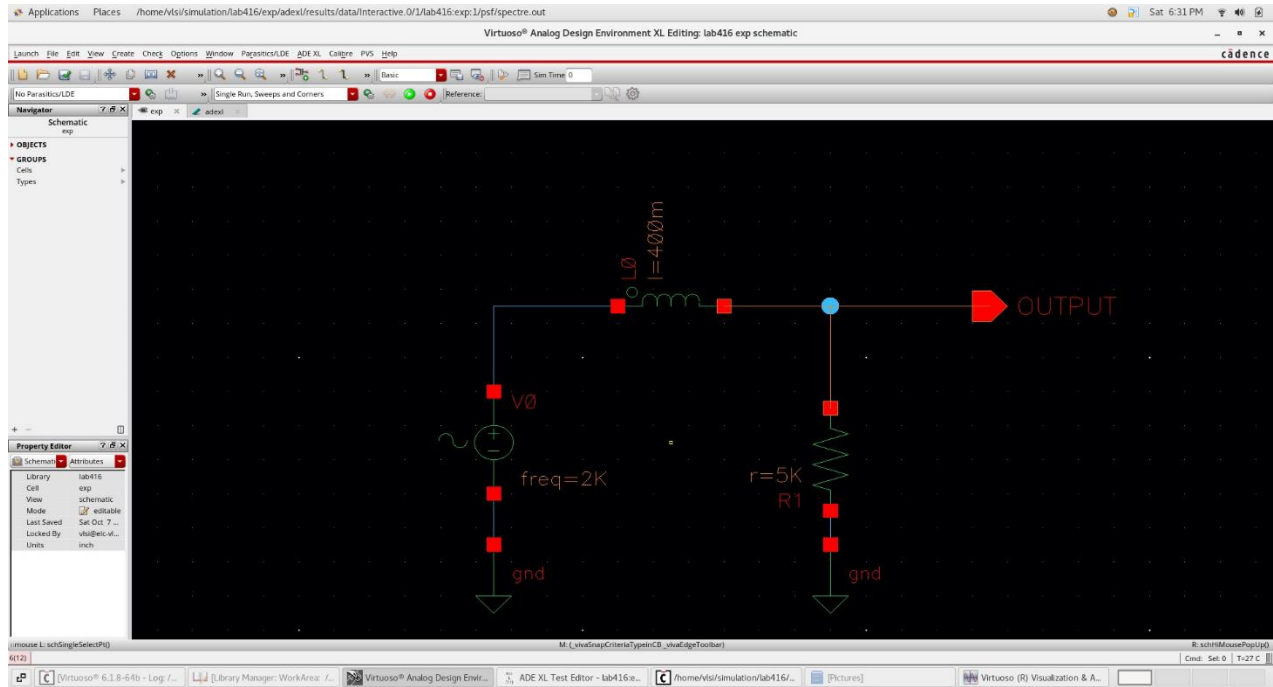 Applications Places /home/vlsi/simulation/lab416/exp/adexl/results/data/Interactive.0/1/lab416:exp:1/psf/spectre.out Sat 6:31 PM
Virtuoso® Analog Design Environment XL Editing: lab416 exp schematic
Launch File Edit View Create Check Options Window Parasitics/LDE ADE XL Calibre PVS Help cādence
» » » Basic Sim Time 0
No Parasitics/LDE » Single Run, Sweeps and Corners Reference:
Navigator ? exp adexl
Schematic
exp
OBJECTS
GROUPS
Cells
Types
L0
l=400m
OUTPUT
V0
freq=2K
r=5K
R1
gnd gnd
Property Editor ?
Schemati Attributes
Library lab416
Cell exp
View schematic
Mode editable
Last Saved Sat Oct 7 ...
Locked By vlsi@elc-vl...
Units inch
mouse L: schSingleSelectPt() M: (_vivaSnapCriteriaTypeinCB _vivaEdgeToolbar) R: schHiMousePopUp()
6(12) Cmd: Sel: 0 T=27 C
[Virtuoso® 6.1.8-64b - Log: /... [Library Manager: WorkArea: /... Virtuoso® Analog Design Envir... ADE XL Test Editor - lab416:e... /home/vlsi/simulation/lab416/... [Pictures] Virtuoso (R) Visualization & A...